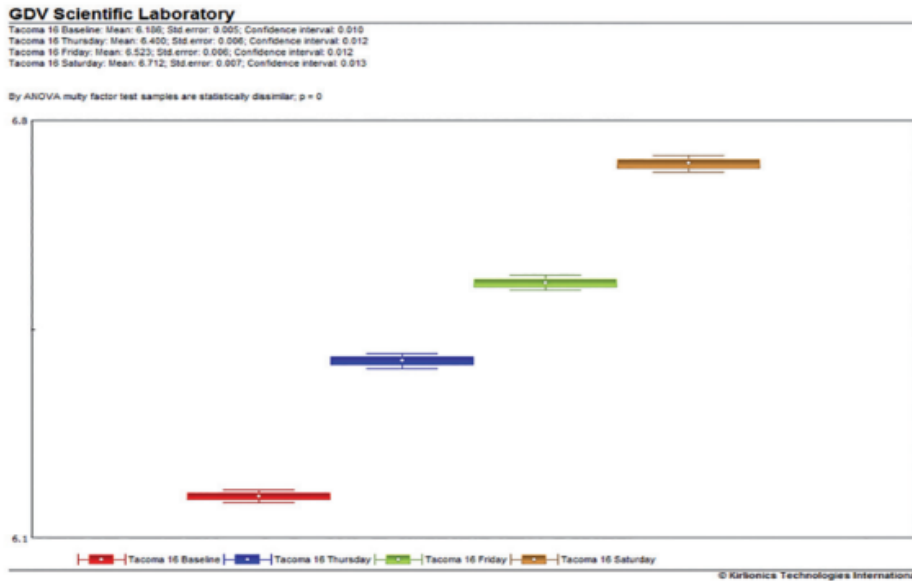 GDV Scientific Laboratory
Tacoma 16 Baseline: Mean: 6.166; Std.error: 0.005; Confidence interval: 0.010
Tacoma 16 Thursday: Mean: 6.400; Std.error: 0.006; Confidence interval: 0.012
Tacoma 16 Friday: Mean: 6.523; Std.error: 0.006; Confidence interval: 0.012
Tacoma 16 Saturday: Mean: 6.712; Std.error: 0.007; Confidence interval: 0.013
By ANOVA multy factor test samples are statistically dissimilar; p = 0
6.8
6.1
Tacoma 16 Baseline Tacoma 16 Thursday Tacoma 16 Friday Tacoma 16 Saturday
© Kirlionics Technologies International